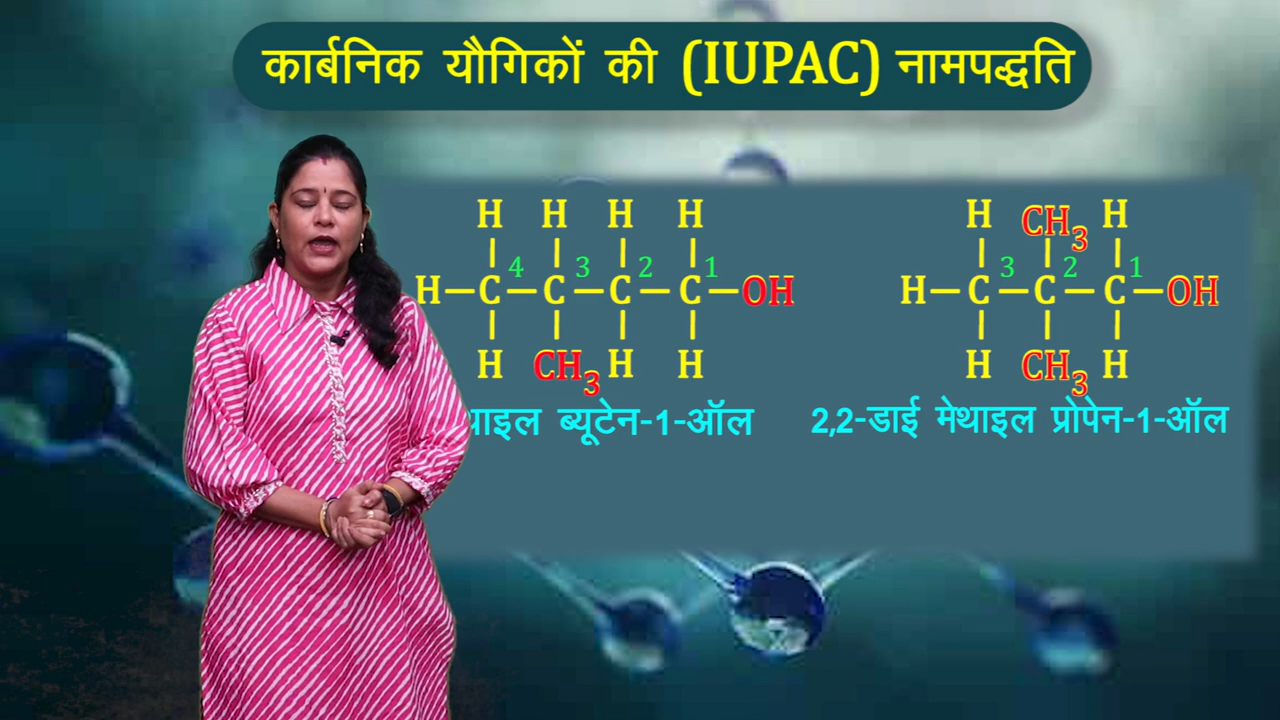 कार्बनिक यौगिकों की (IUPAC) नामपद्धति
H H H H
4 3 2 1
H-C-C-C-C-OH
H CH3 H H
ब्यूटेन-1-ऑल
H CH3 H
3 2 1
H-C-C-C-OH
H CH3 H
2,2-डाई मेथाइल प्रोपेन-1-ऑल